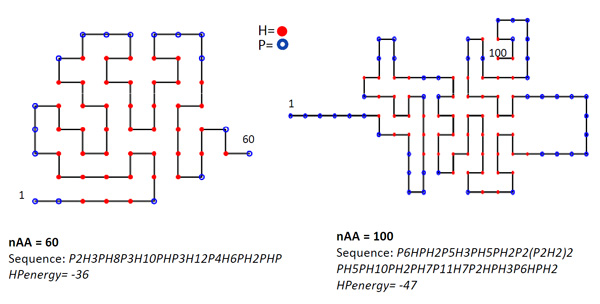 H=
P=
100
1
60
1
nAA = 60
Sequence: P2H3PH8P3H10PHP3H12P4H6PH2PHP
HPenergy= -36
nAA = 100
Sequence: P6HPH2P5H3PH5PH2P2(P2H2)2
PH5PH10PH2PH7P11H7P2HPH3P6HPH2
HPenergy= -47